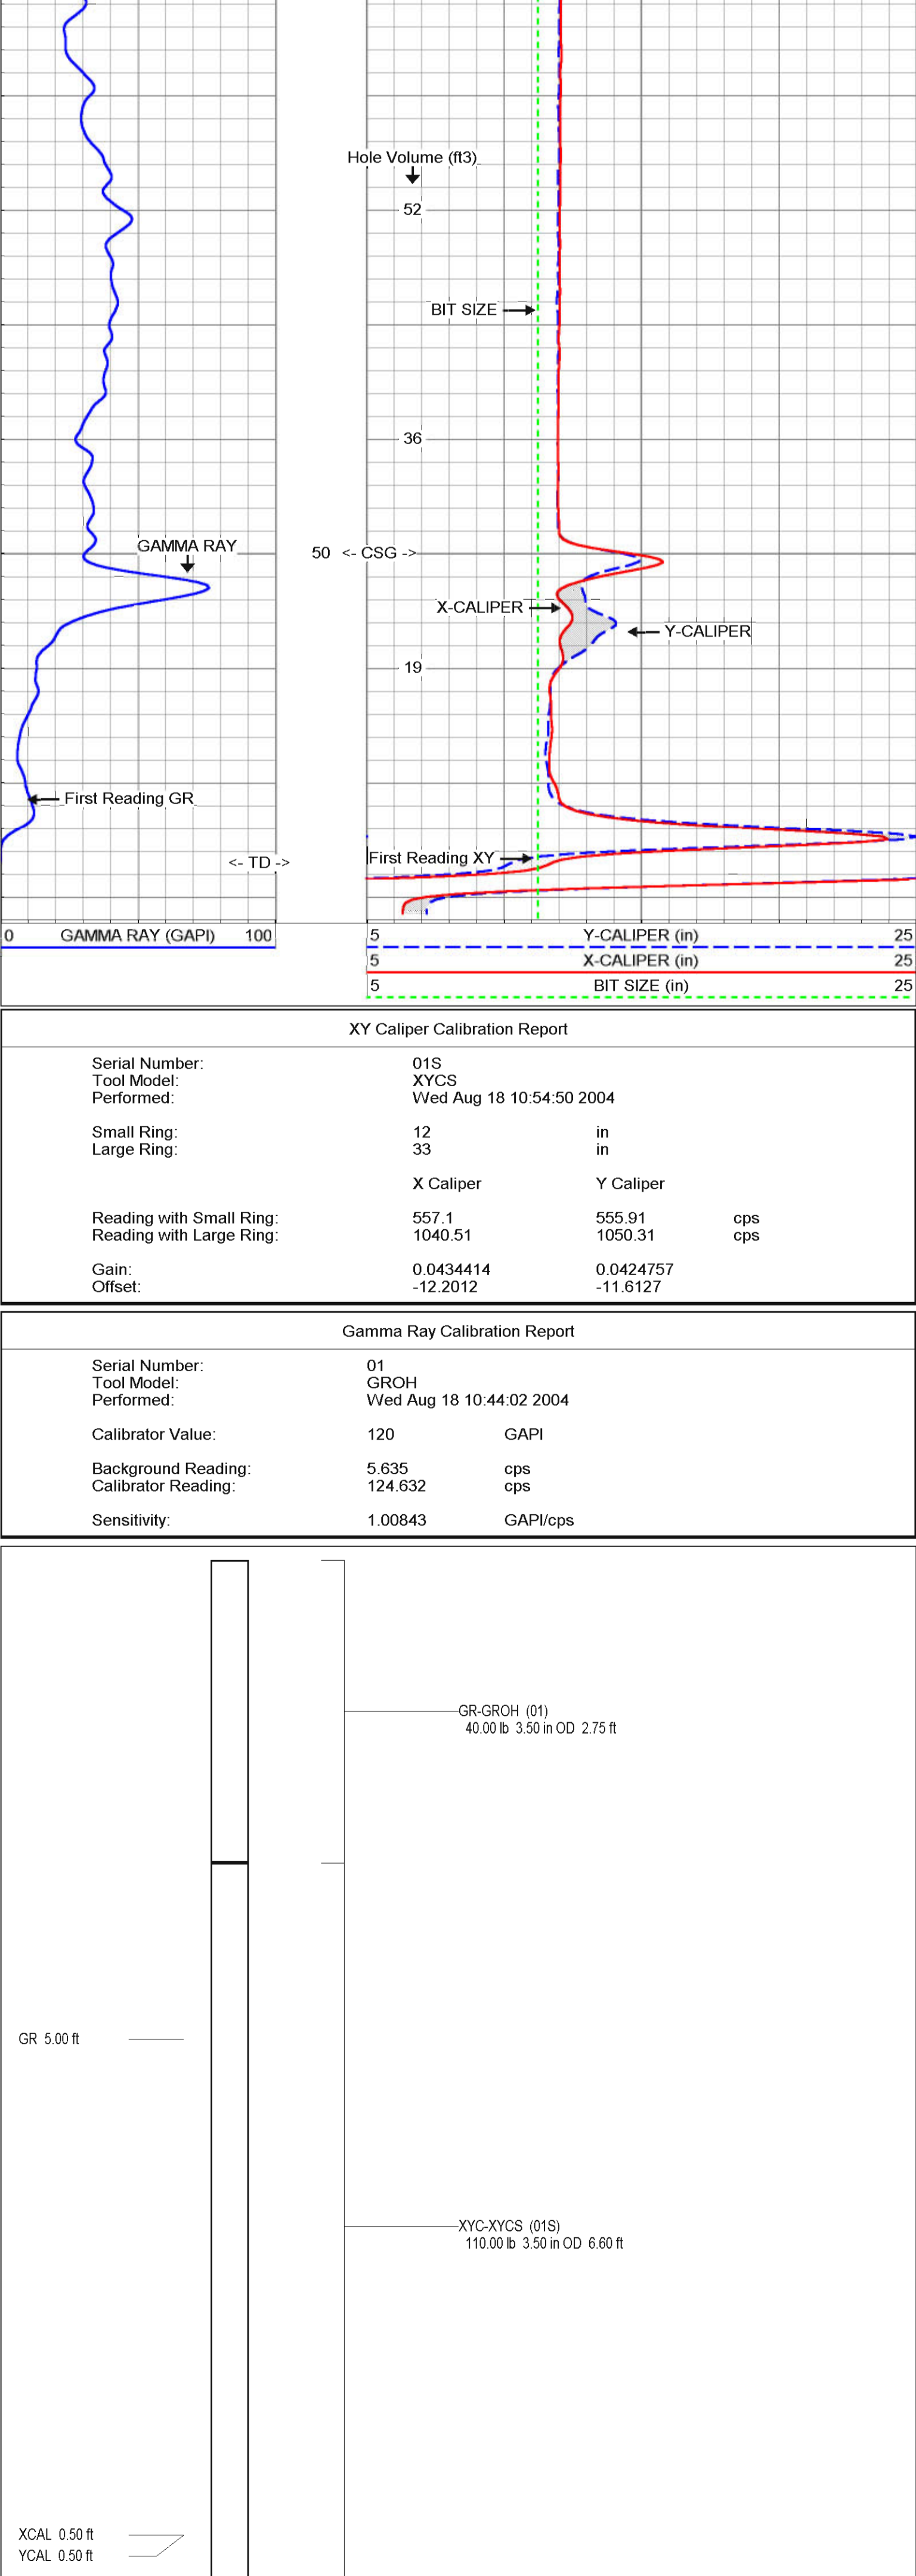 Hole Volume (ft3)
52
BIT SIZE
36
GAMMA RAY
50 <- CSG ->
X-CALIPER
Y-CALIPER
19
First Reading GR
First Reading XY
<- TD ->
0 GAMMA RAY (GAPI) 100
5 Y-CALIPER (in) 25
5 X-CALIPER (in) 25
5 BIT SIZE (in) 25
XY Caliper Calibration Report
Serial Number: 01S
Tool Model: XYCS
Performed: Wed Aug 18 10:54:50 2004
Small Ring: 12 in
Large Ring: 33 in
X Caliper Y Caliper
Reading with Small Ring: 557.1 555.91 cps
Reading with Large Ring: 1040.51 1050.31 cps
Gain: 0.0434414 0.0424757
Offset: -12.2012 -11.6127
Gamma Ray Calibration Report
Serial Number: 01
Tool Model: GROH
Performed: Wed Aug 18 10:44:02 2004
Calibrator Value: 120 GAPI
Background Reading: 5.635 cps
Calibrator Reading: 124.632 cps
Sensitivity: 1.00843 GAPI/cps
GR-GROH (01)
40.00 lb 3.50 in OD 2.75 ft
GR 5.00 ft
XYC-XYCS (01S)
110.00 lb 3.50 in OD 6.60 ft
XCAL 0.50 ft
YCAL 0.50 ft